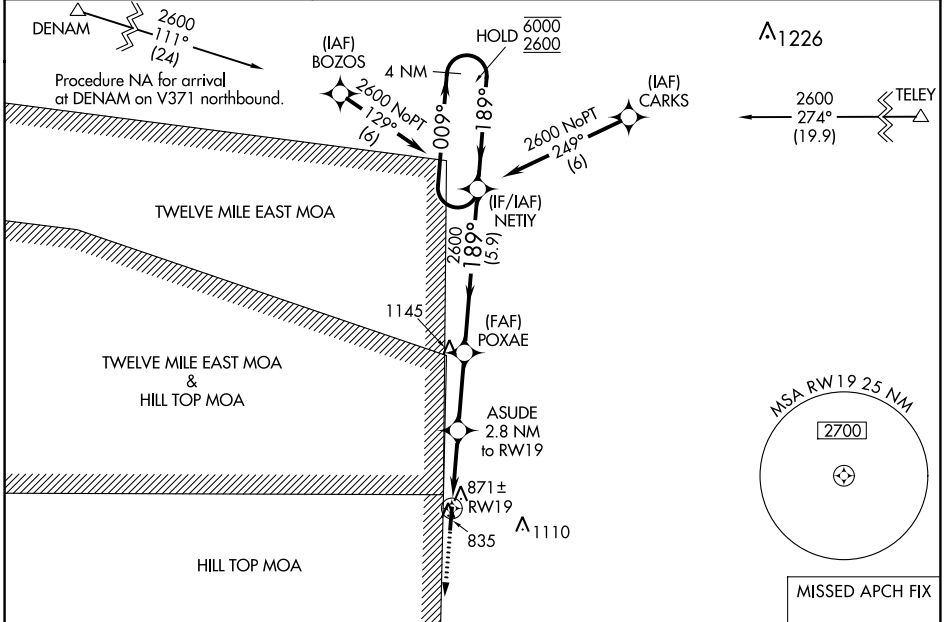 DENAM
2600
111°
(24)
Procedure NA for arrival
at DENAM on V371 northbound.
(IAF)
BOZOS
2600 NoPT
129°
(6)
4 NM
HOLD
6000
2600
009°
189°
1226
(IAF)
CARKS
2600 NoPT
249°
(6)
2600
274°
(19.9)
TELEY
(IF/IAF)
NETIY
2600
189°
(5.9)
TWELVE MILE EAST MOA
1145
(FAF)
POXAE
TWELVE MILE EAST MOA
&
HILL TOP MOA
ASUDE
2.8 NM
to RW19
871±
RW19
835
1110
HILL TOP MOA
MSA RW19 25 NM
2700
MISSED APCH FIX